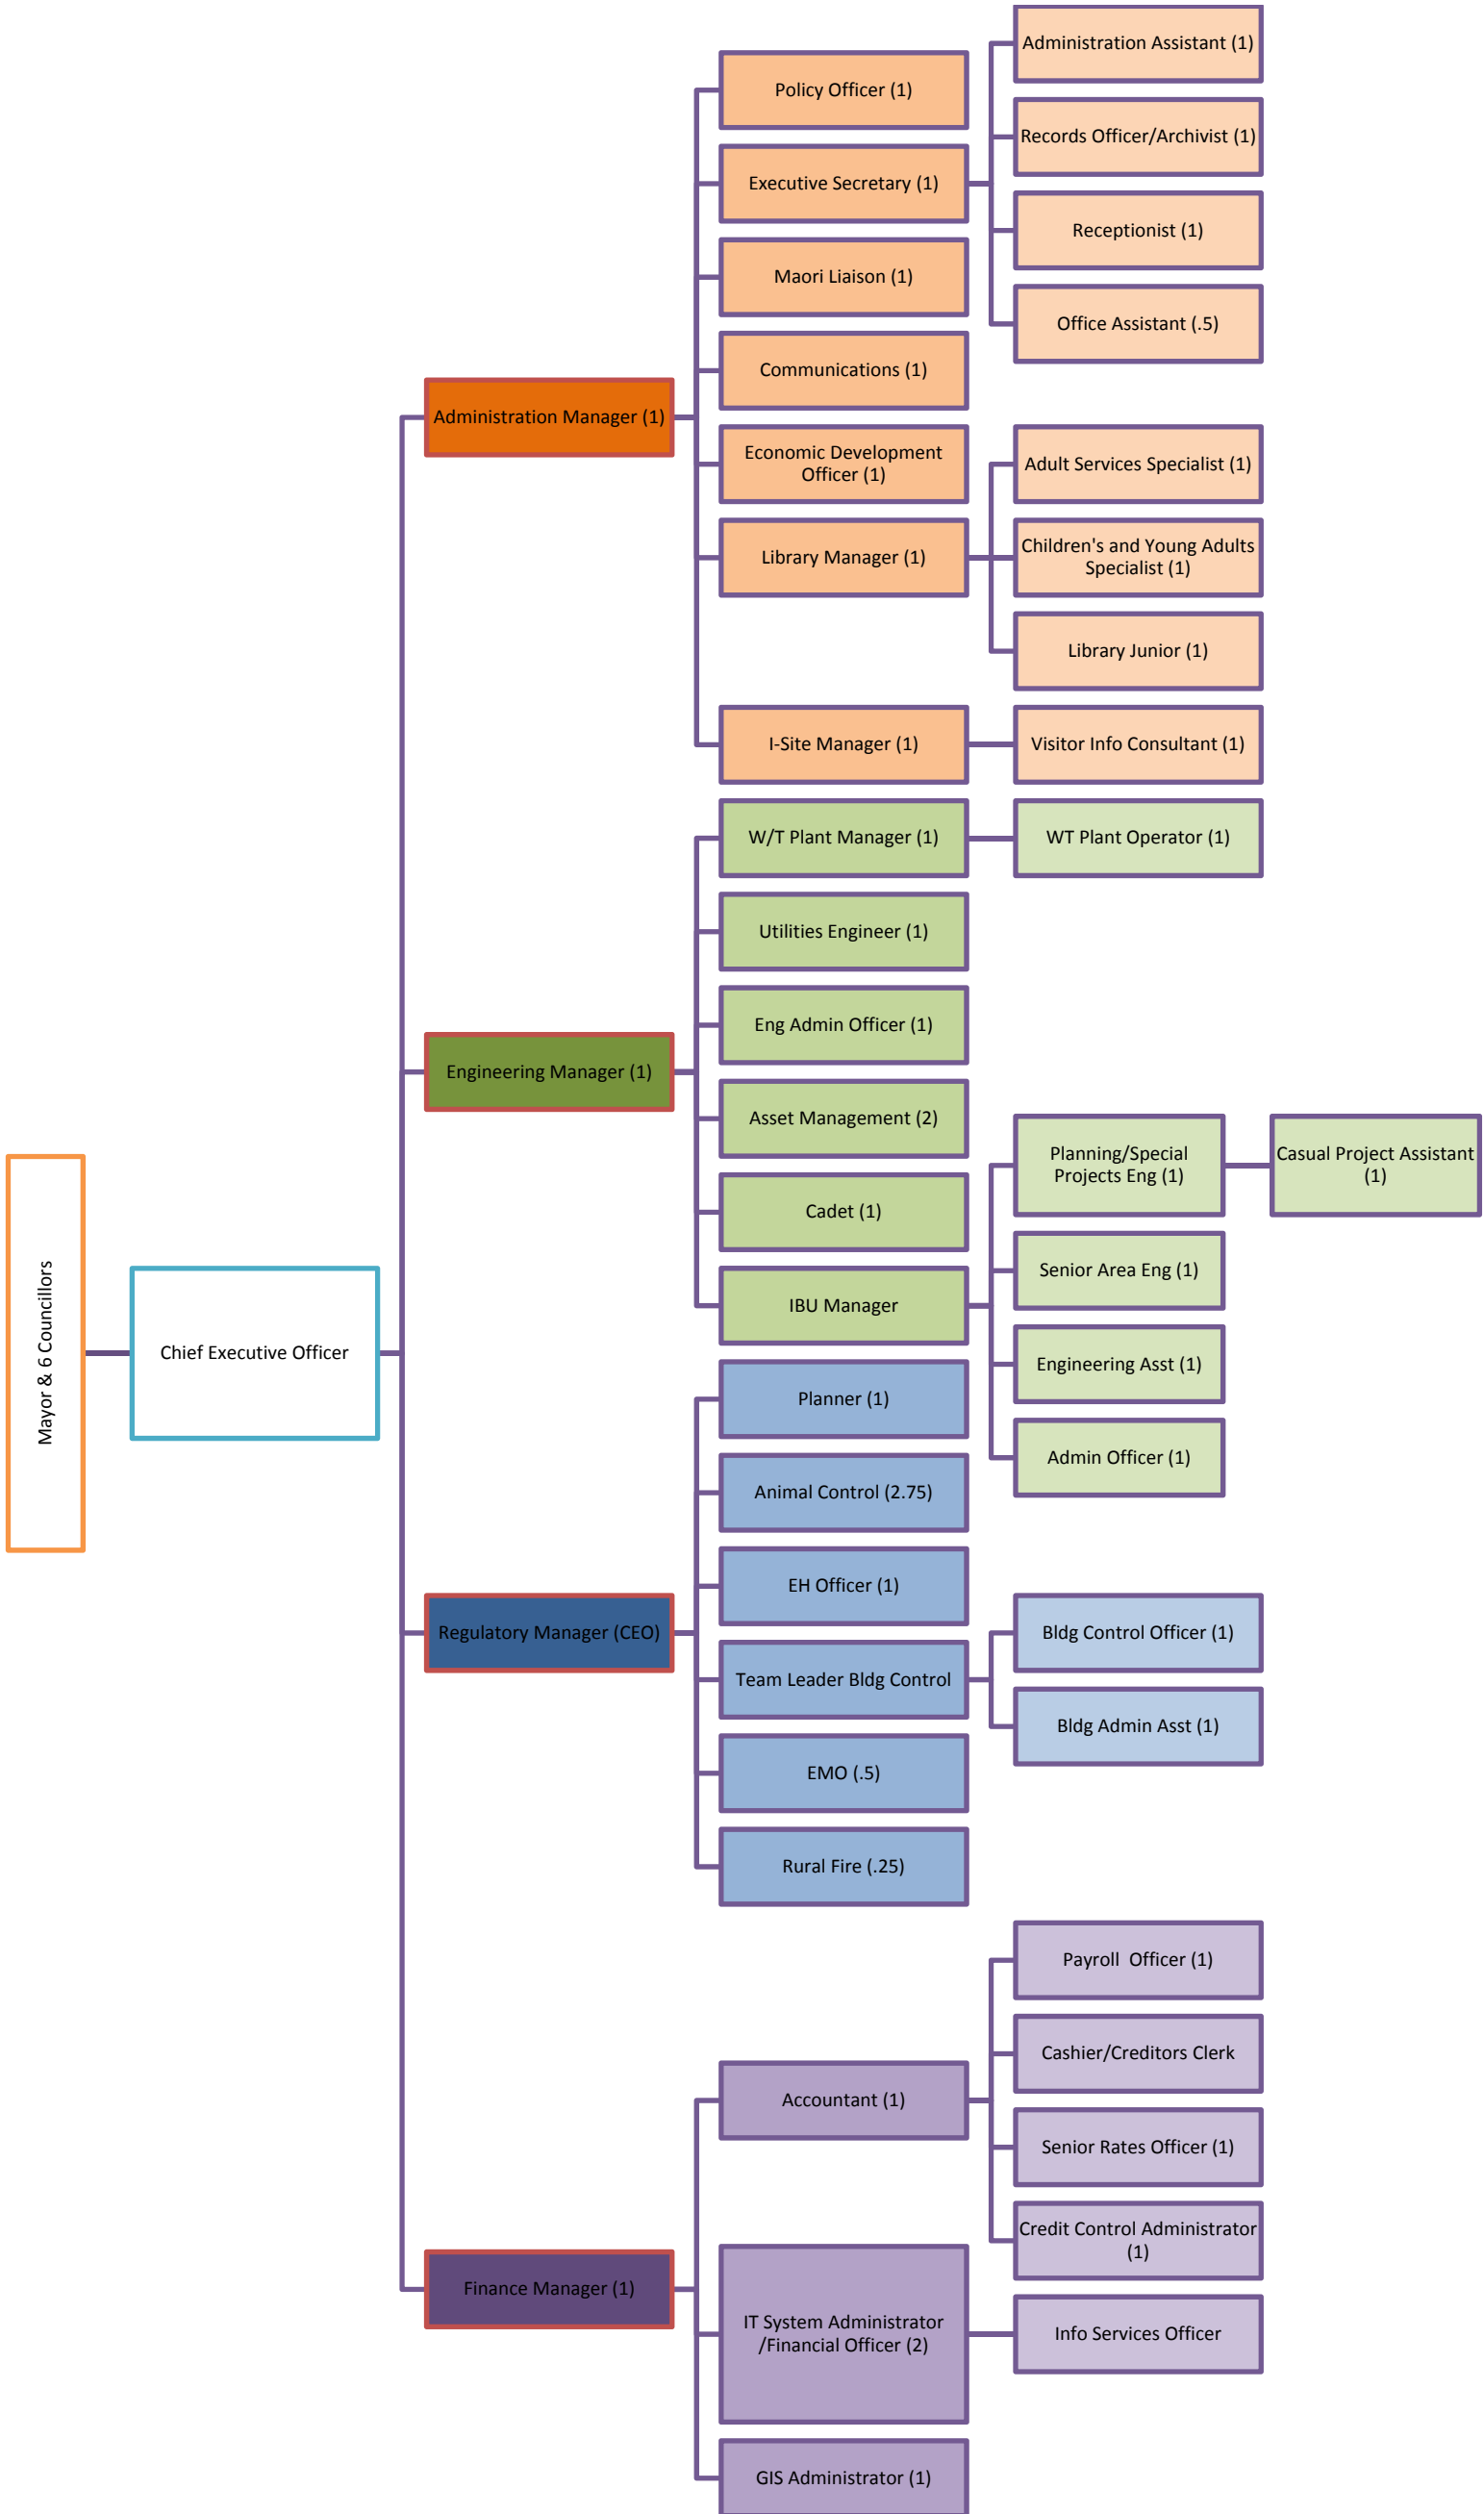 Mayor & 6 Councillors
Chief Executive Officer
Administration Manager (1)
Policy Officer (1)
Executive Secretary (1)
Administration Assistant (1)
Records Officer/Archivist (1)
Receptionist (1)
Office Assistant (.5)
Maori Liaison (1)
Communications (1)
Economic Development
Officer (1)
Library Manager (1)
Adult Services Specialist (1)
Children's and Young Adults
Specialist (1)
Library Junior (1)
I-Site Manager (1)
Visitor Info Consultant (1)
Engineering Manager (1)
W/T Plant Manager (1)
WT Plant Operator (1)
Utilities Engineer (1)
Eng Admin Officer (1)
Asset Management (2)
Cadet (1)
IBU Manager
Planning/Special
Projects Eng (1)
Casual Project Assistant
(1)
Senior Area Eng (1)
Engineering Asst (1)
Admin Officer (1)
Regulatory Manager (CEO)
Planner (1)
Animal Control (2.75)
EH Officer (1)
Team Leader Bldg Control
Bldg Control Officer (1)
Bldg Admin Asst (1)
EMO (.5)
Rural Fire (.25)
Finance Manager (1)
Accountant (1)
Payroll  Officer (1)
Cashier/Creditors Clerk
Senior Rates Officer (1)
Credit Control Administrator
(1)
IT System Administrator
/Financial Officer (2)
Info Services Officer
GIS Administrator (1)